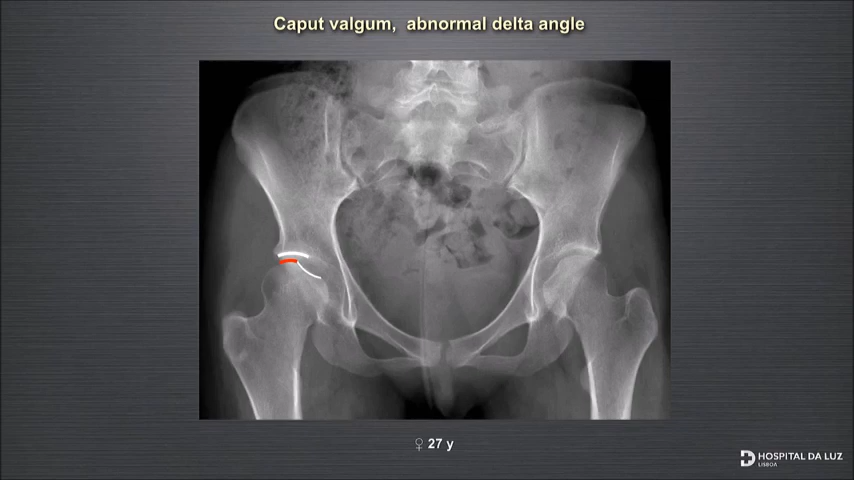 Caput valgum, abnormal delta angle
♀ 27 y
HOSPITAL DA LUZ
LISBOA